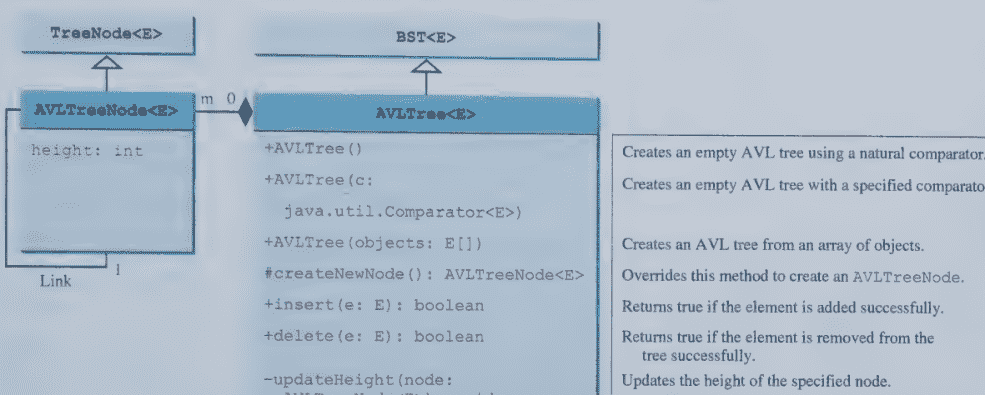 TreeNode<E>
BST<E>
AVLTreeNode<E>
m 0
AVLTree<E>
height: int
Link
1
+AVLTree()
+AVLTree(c:
java.util.Comparator<E>)
+AVLTree(objects: E[])
#createNewNode(): AVLTreeNode<E>
+insert(e: E): boolean
+delete(e: E): boolean
-updateHeight(node:
Creates an empty AVL tree using a natural comparator.
Creates an empty AVL tree with a specified comparato
Creates an AVL tree from an array of objects.
Overrides this method to create an AVLTreeNode.
Returns true if the element is added successfully.
Returns true if the element is removed from the
tree successfully.
Updates the height of the specified node.